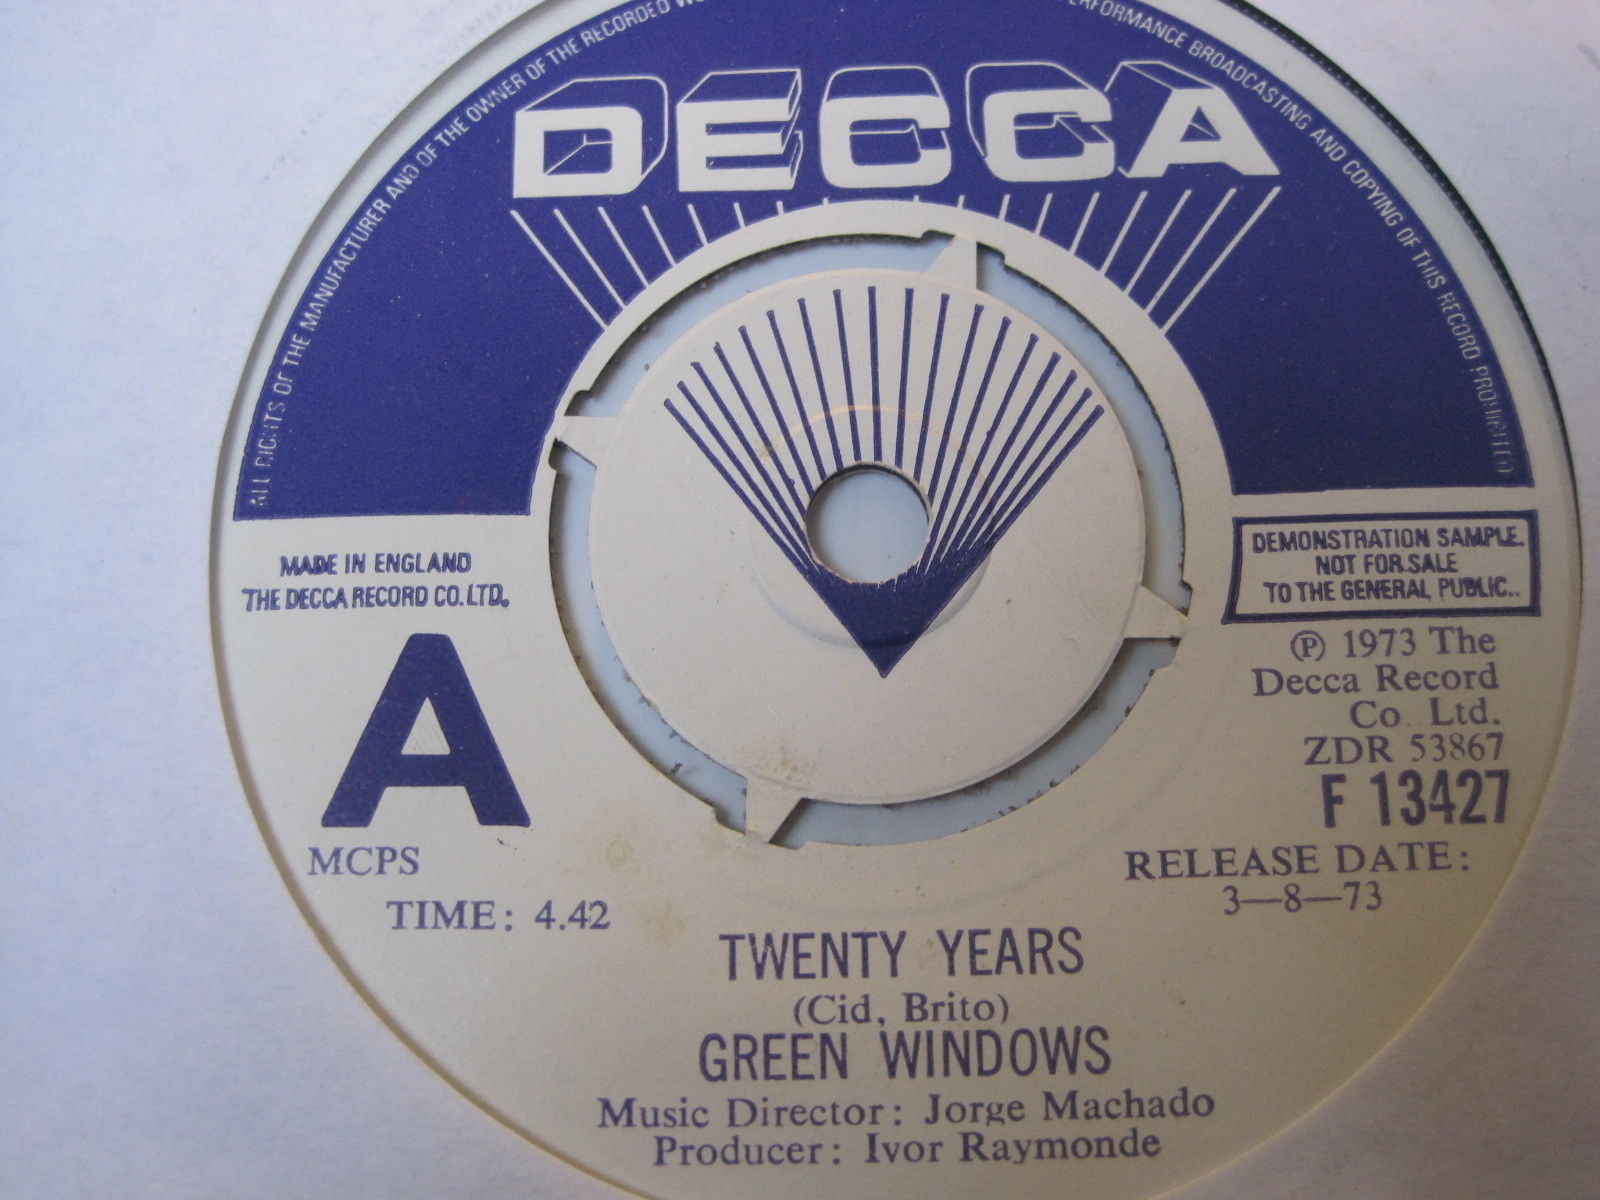 ALL RIGHTS OF THE MANUFACTURER AND OF THE OWNER OF THE RECORDED
PERFORMANCE BROADCASTING AND COPYING OF THIS RECORD PROHIBITED
DECCA
MADE IN ENGLAND
THE DECCA RECORD CO. LTD.
DEMONSTRATION SAMPLE.
NOT FOR SALE
TO THE GENERAL PUBLIC..
A
℗ 1973 The
Decca Record
Co. Ltd.
ZDR 53867
F 13427
MCPS
TIME: 4.42
RELEASE DATE:
3—8—73
TWENTY YEARS
(Cid, Brito)
GREEN WINDOWS
Music Director: Jorge Machado
Producer: Ivor Raymonde